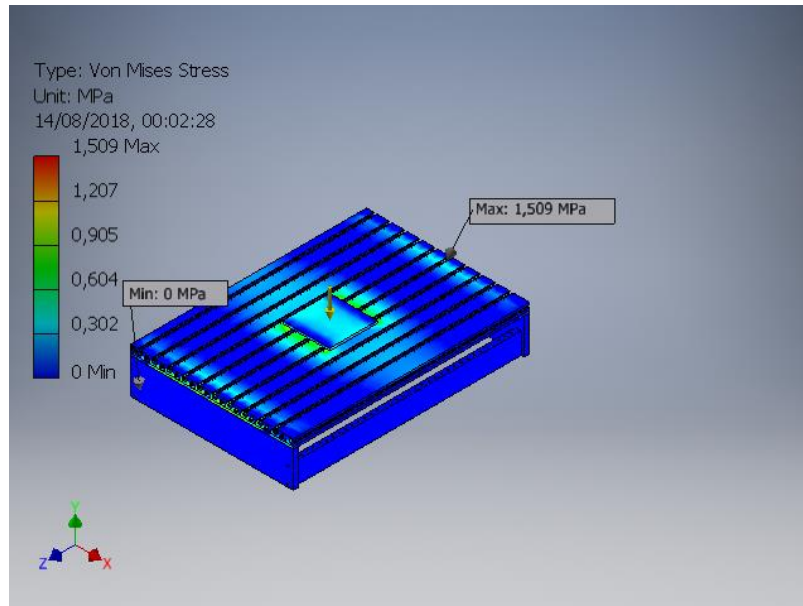 Type: Von Mises Stress
Unit: MPa
14/08/2018, 00:02:28
1,509 Max
1,207
0,905
0,604
0,302
0 Min
Max: 1,509 MPa
Min: 0 MPa
Y
Z
X